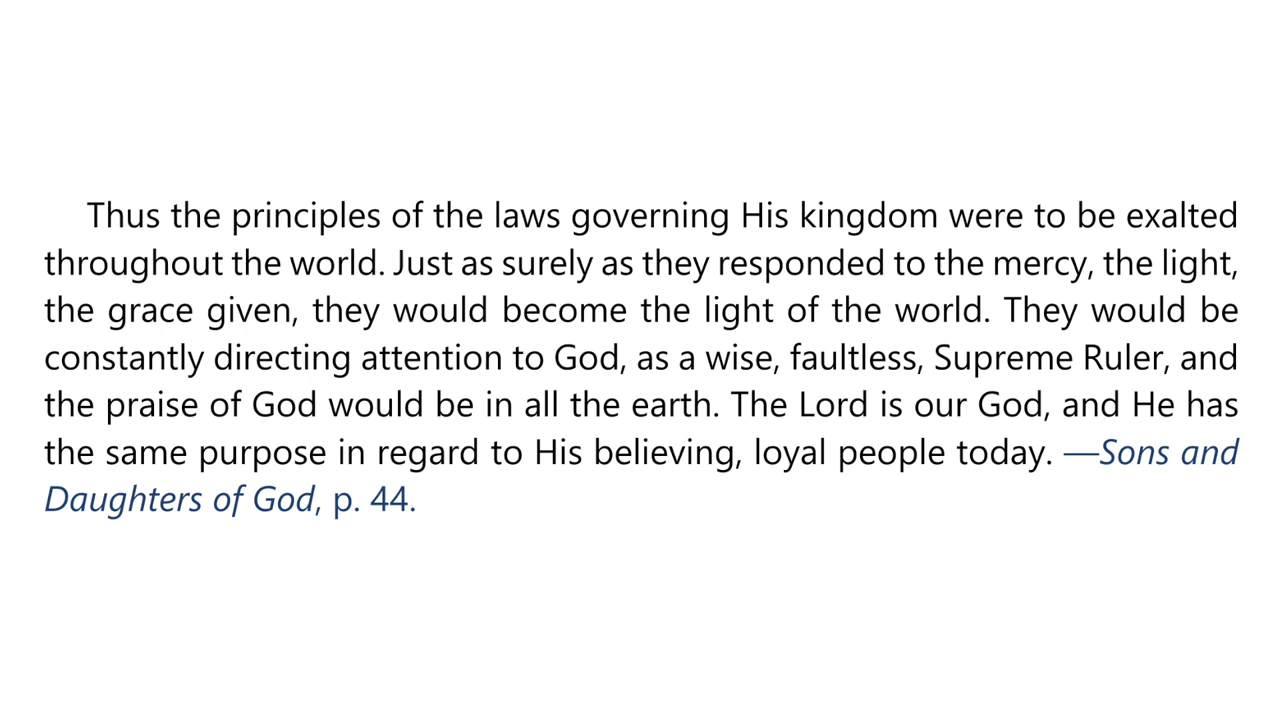 Thus the principles of the laws governing His kingdom were to be exalted
throughout the world. Just as surely as they responded to the mercy, the light,
the grace given, they would become the light of the world. They would be
constantly directing attention to God, as a wise, faultless, Supreme Ruler, and
the praise of God would be in all the earth. The Lord is our God, and He has
the same purpose in regard to His believing, loyal people today. —Sons and
Daughters of God, p. 44.